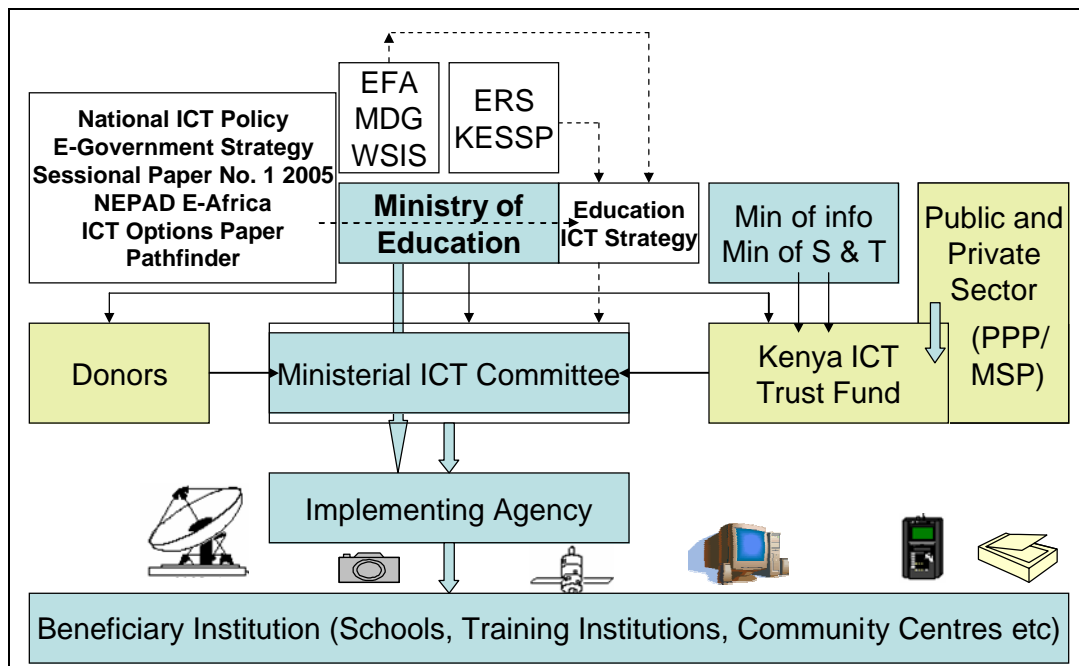 EFA
MDG
WSIS
ERS
KESSP
National ICT Policy
E-Government Strategy
Sessional Paper No. 1 2005
NEPAD E-Africa
ICT Options Paper
Pathfinder
Ministry of
Education
Education
ICT Strategy
Min of info
Min of S & T
Public and
Private
Sector
(PPP/
MSP)
Donors
Ministerial ICT Committee
Kenya ICT
Trust Fund
Implementing Agency
Beneficiary Institution (Schools, Training Institutions, Community Centres etc)